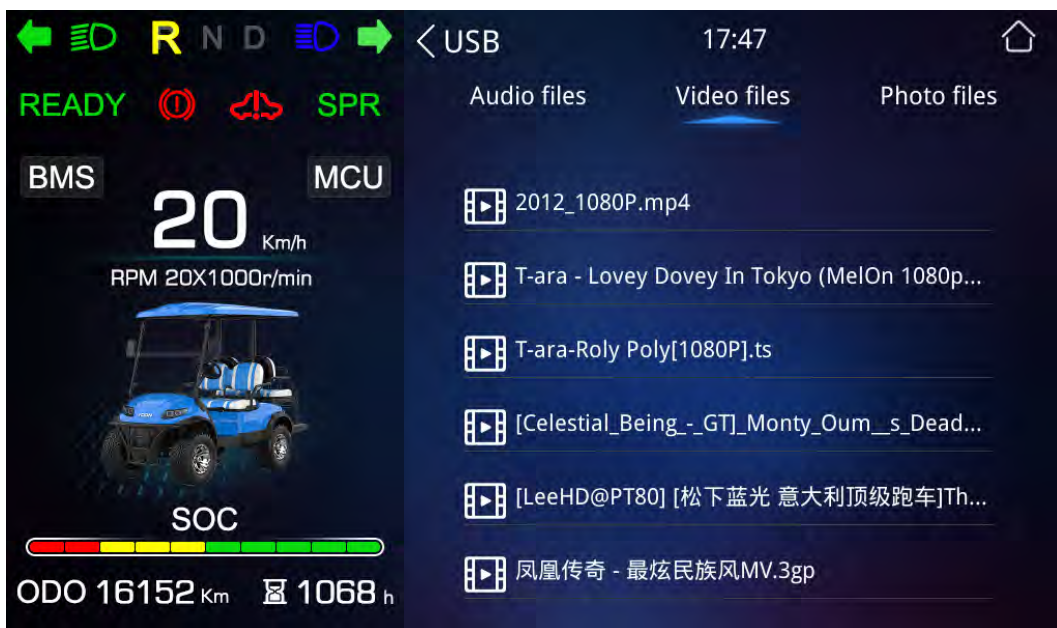 R N D
READY SPR
BMS MCU
20 Km/h
RPM 20X1000r/min
SOC
ODO 16152 Km 1068 h
USB 17:47
Audio files Video files Photo files
2012_1080P.mp4
T-ara - Lovey Dovey In Tokyo (MelOn 1080p...
T-ara-Roly Poly[1080P].ts
[Celestial_Being_-_GT]_Monty_Oum__s_Dead...
[LeeHD@PT80] [松下蓝光 意大利顶级跑车]Th...
凤凰传奇 - 最炫民族风MV.3gp